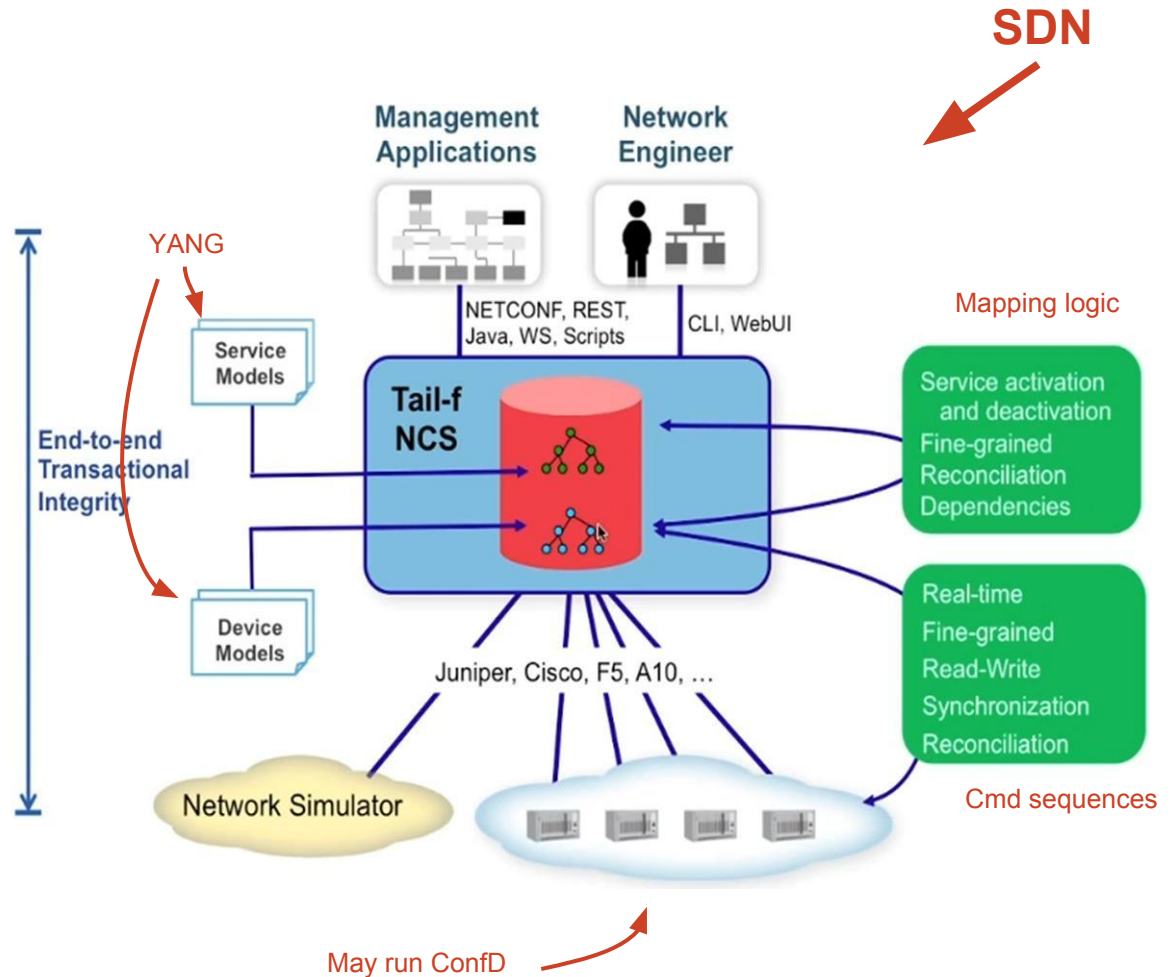 SDN
Management
Applications
Network
Engineer
YANG
NETCONF, REST,
Java, WS, Scripts
CLI, WebUI
Mapping logic
Service
Models
Tail-f
NCS
Service activation
and deactivation
Fine-grained
Reconciliation
Dependencies
End-to-end
Transactional
Integrity
Device
Models
Real-time
Fine-grained
Read-Write
Synchronization
Reconciliation
Juniper, Cisco, F5, A10, ...
Network Simulator
Cmd sequences
May run ConfD